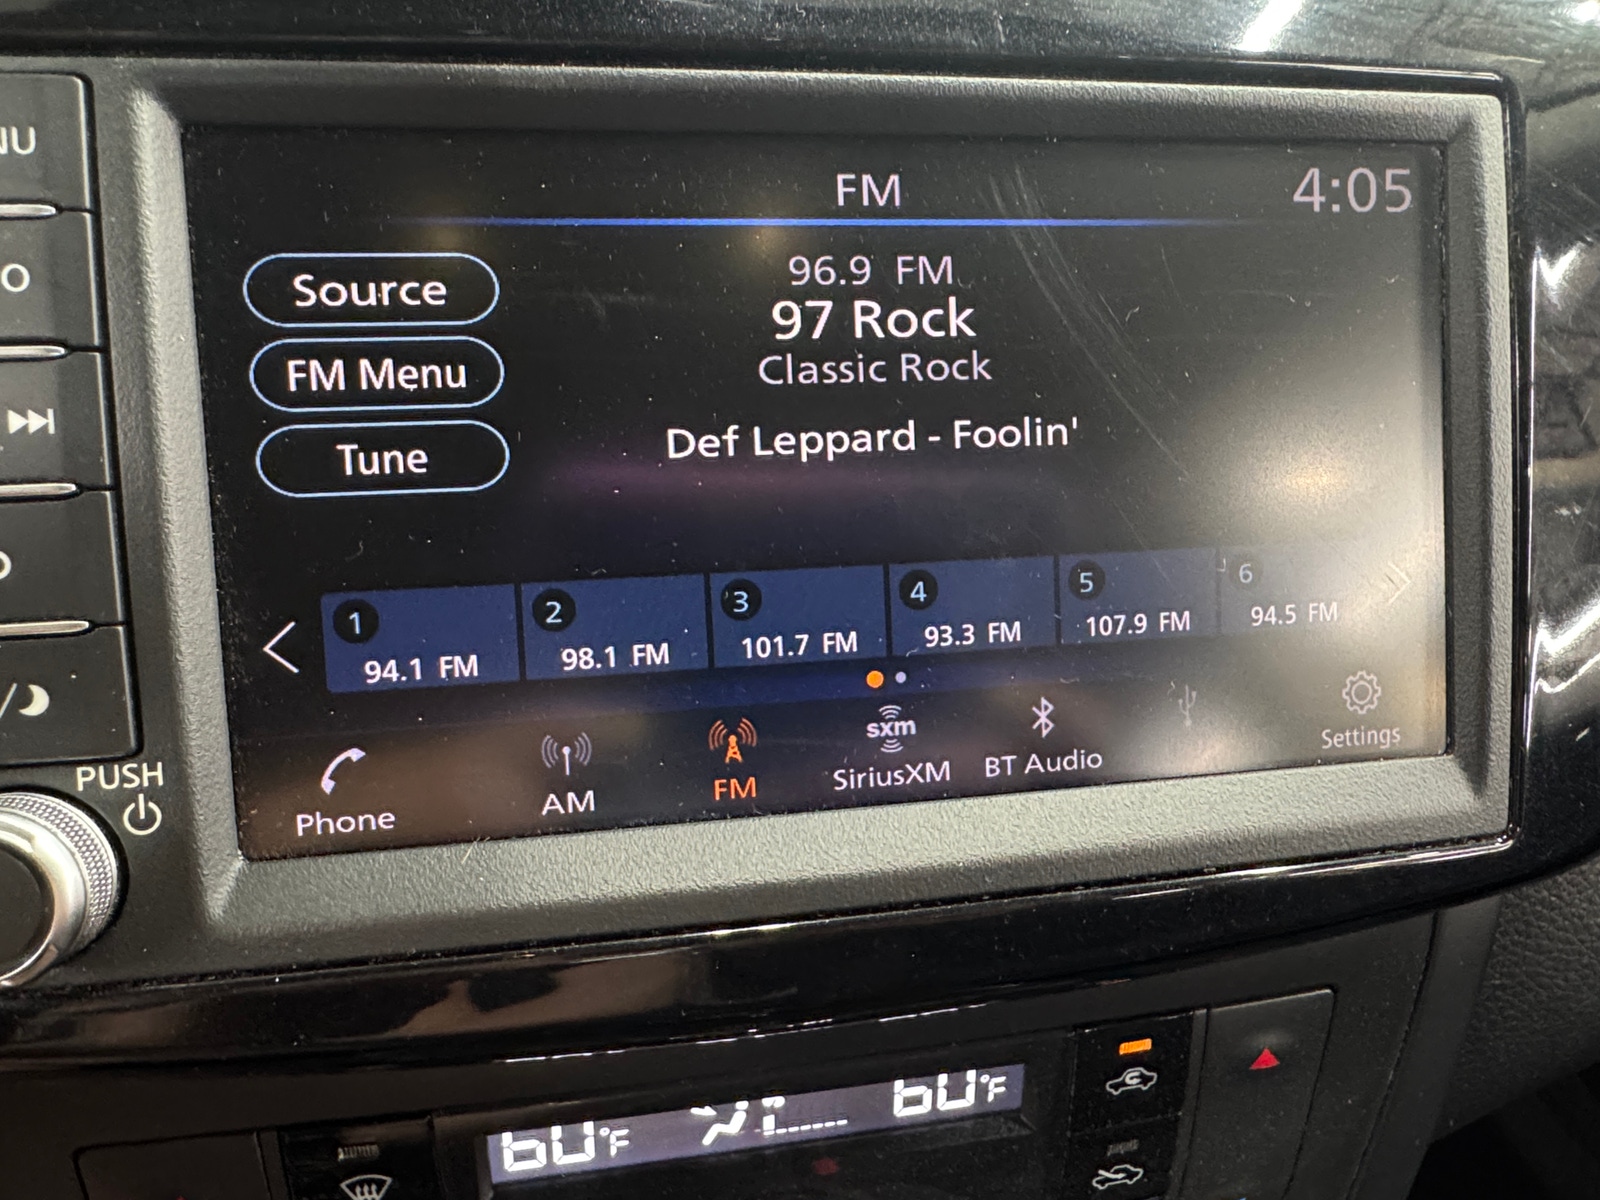 NU
O
PUSH
FM
4:05
Source
FM Menu
Tune
96.9 FM
97 Rock
Classic Rock
Def Leppard - Foolin'
1
94.1 FM
2
98.1 FM
3
101.7 FM
4
93.3 FM
5
107.9 FM
6
94.5 FM
Phone
AM
FM
sxm
SiriusXM
BT Audio
Settings
60°F
60°F